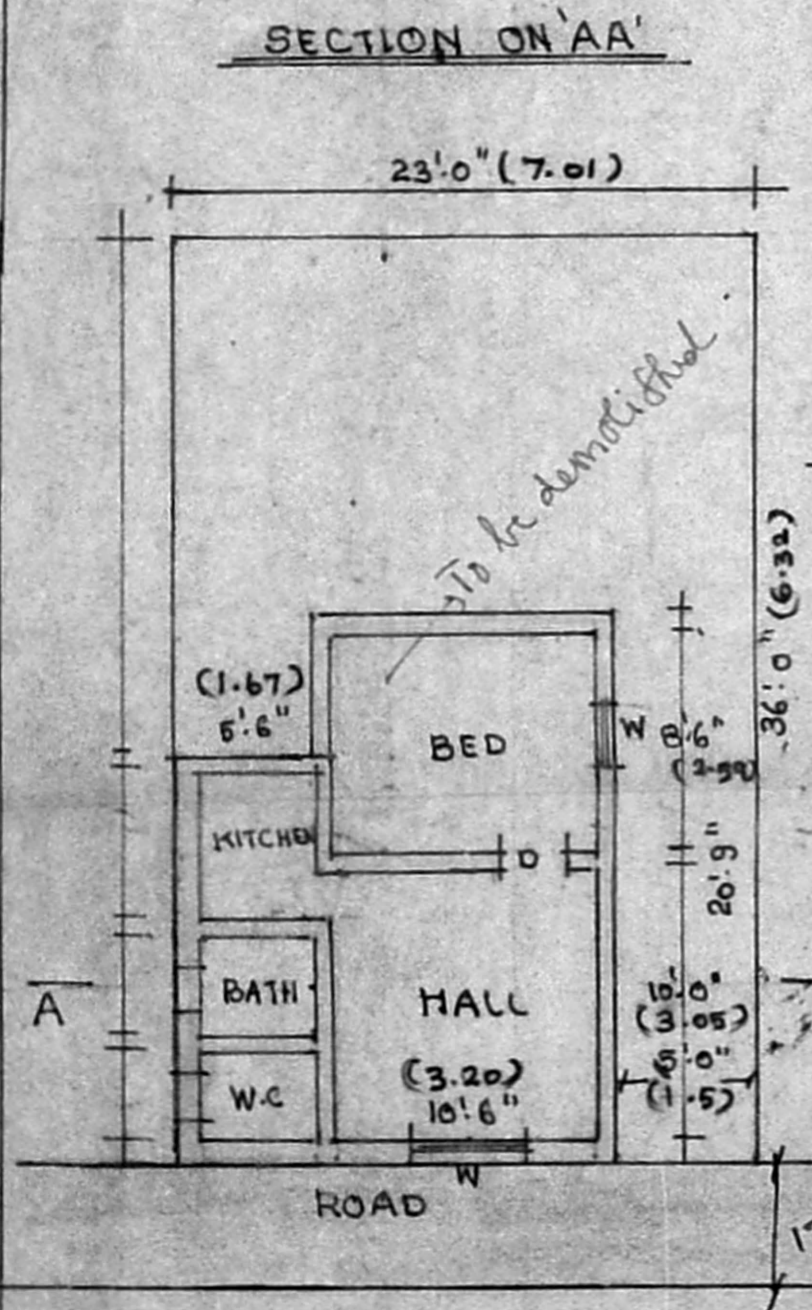 SECTION ON 'AA'
23'.0" (7.01)
To be demolished
36'.0" (6.32)
(1.67)
5'.6"
BED
W
8'.6"
(2.59)
KITCHEN
D
20'.9"
BATH
HALL
10'.0"
(3.05)
A
W.C
(3.20)
10'.6"
5'.0"
(1.5)
W
ROAD